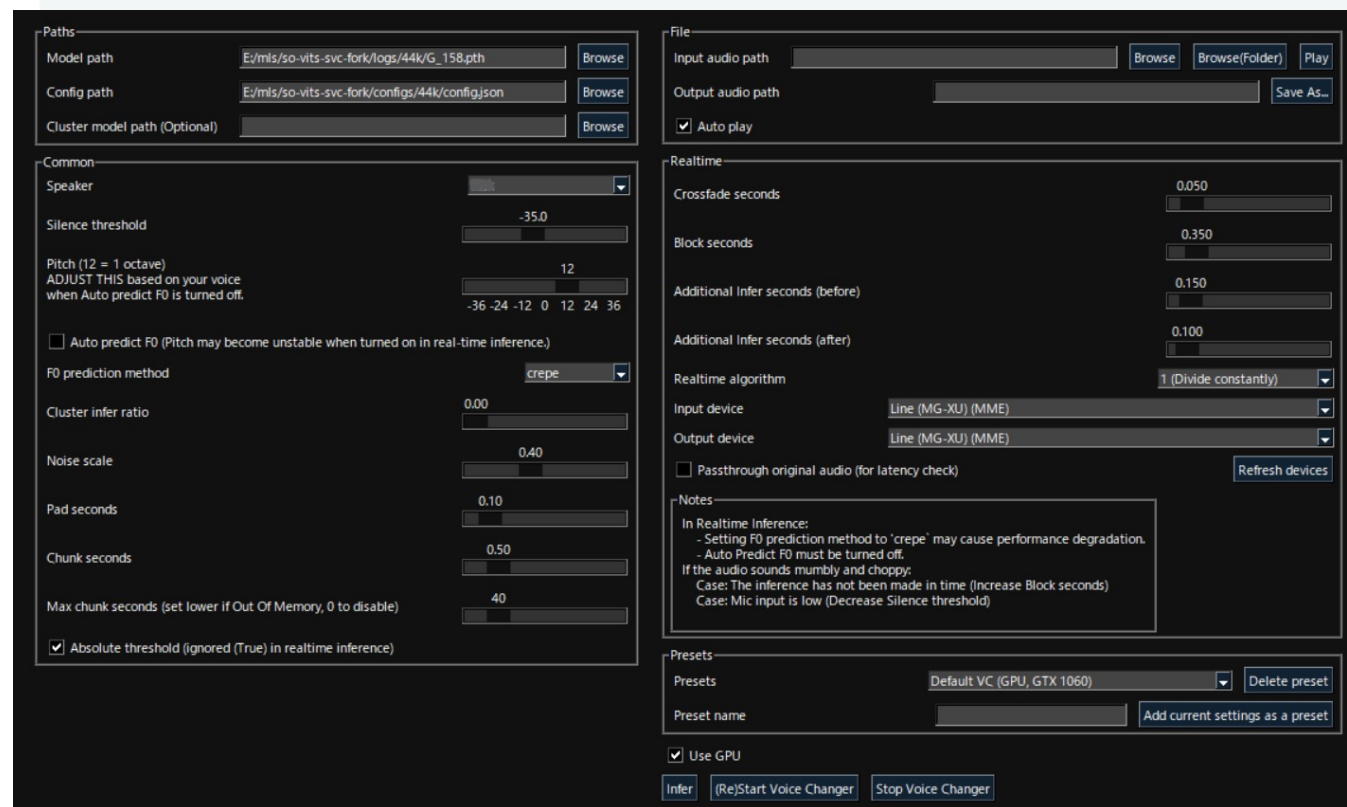 Paths
Model path E:/mls/so-vits-svc-fork/logs/44k/G_158.pth Browse
Config path E:/mls/so-vits-svc-fork/configs/44k/config.json Browse
Cluster model path (Optional) Browse
Common
Speaker
Silence threshold -35.0
Pitch (12 = 1 octave)
ADJUST THIS based on your voice
when Auto predict F0 is turned off.
12
-36 -24 -12 0 12 24 36
Auto predict F0 (Pitch may become unstable when turned on in real-time inference.)
F0 prediction method crepe
Cluster infer ratio 0.00
Noise scale 0.40
Pad seconds 0.10
Chunk seconds 0.50
Max chunk seconds (set lower if Out Of Memory, 0 to disable) 40
Absolute threshold (ignored (True) in realtime inference)
File
Input audio path Browse Browse(Folder) Play
Output audio path Save As...
Auto play
Realtime
Crossfade seconds 0.050
Block seconds 0.350
Additional Infer seconds (before) 0.150
Additional Infer seconds (after) 0.100
Realtime algorithm 1 (Divide constantly)
Input device Line (MG-XU) (MME)
Output device Line (MG-XU) (MME)
Passthrough original audio (for latency check) Refresh devices
Notes
In Realtime Inference:
- Setting F0 prediction method to 'crepe` may cause performance degradation.
- Auto Predict F0 must be turned off.
If the audio sounds mumbly and choppy:
Case: The inference has not been made in time (Increase Block seconds)
Case: Mic input is low (Decrease Silence threshold)
Presets
Presets Default VC (GPU, GTX 1060) Delete preset
Preset name Add current settings as a preset
Use GPU
Infer (Re)Start Voice Changer Stop Voice Changer